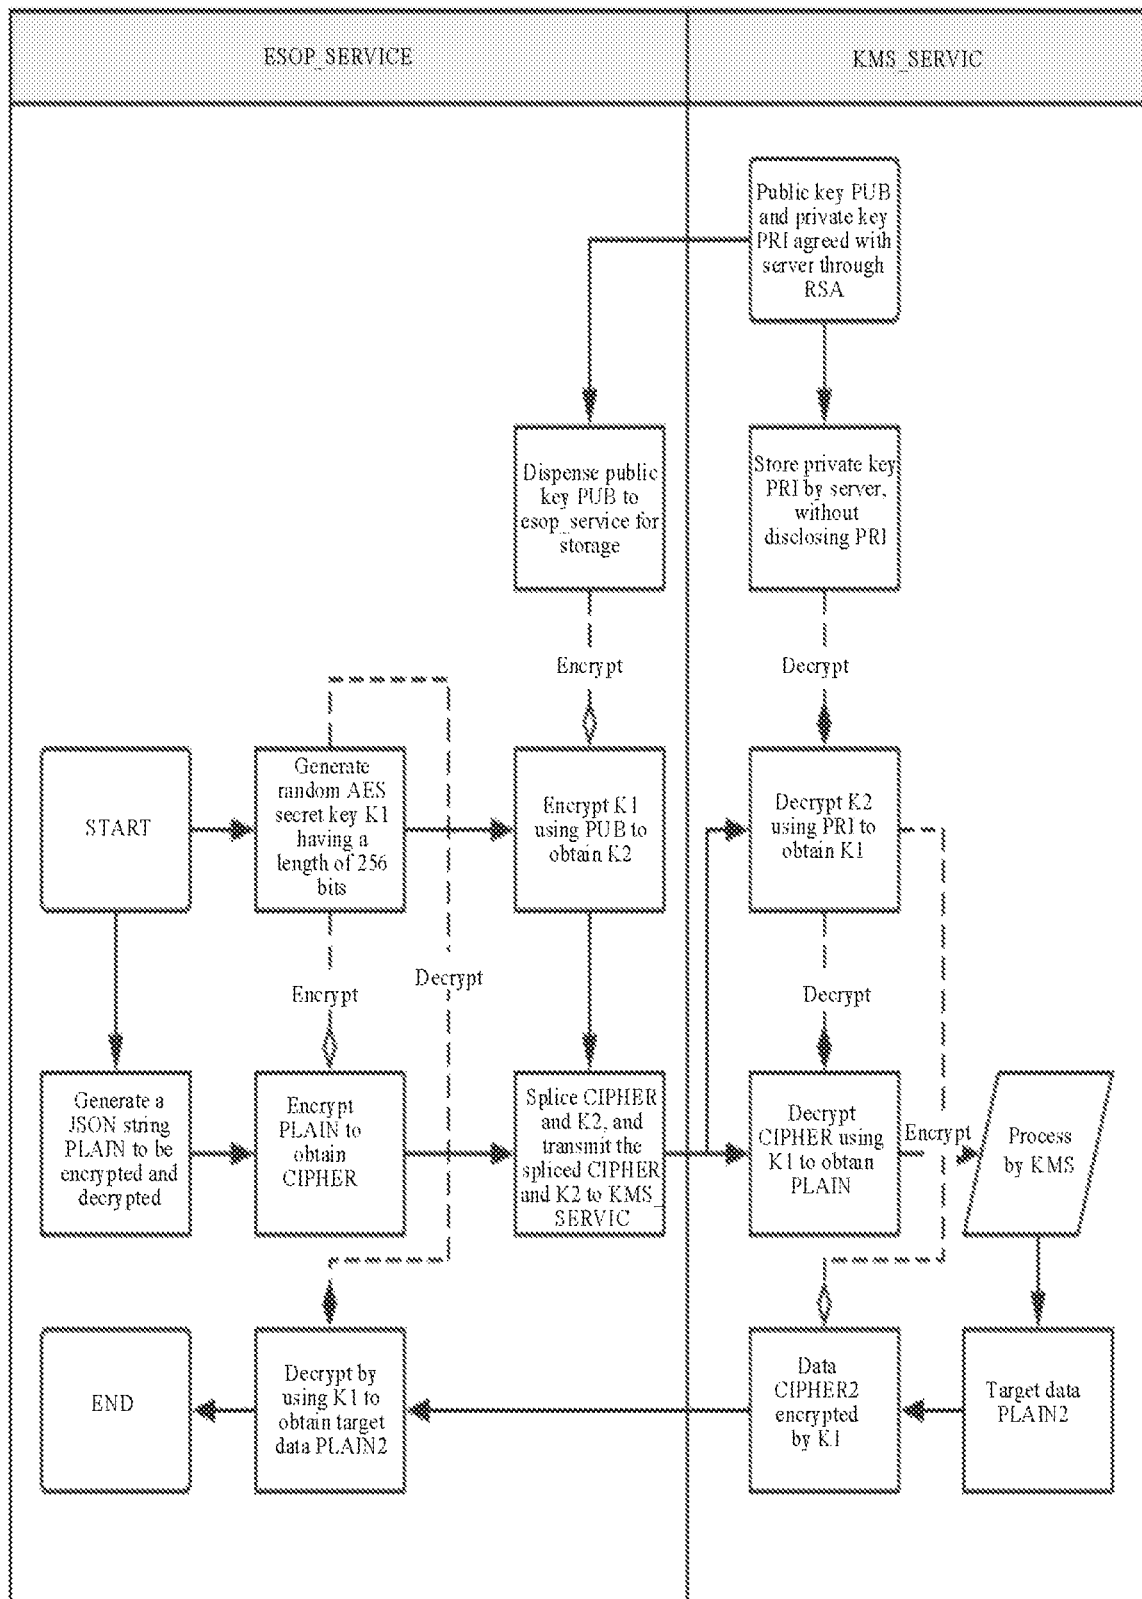 ESOP_SERVICE
KMS_SERVIC
Public key PUB
and private key
PRI agreed with
server through
RSA
Dispense public
key PUB to
esop_service for
storage
Store private key
PRI by server,
without
disclosing PRI
Encrypt
Decrypt
START
Generate
random AES
secret key K1
having a
length of 256
bits
Encrypt K1
using PUB to
obtain K2
Decrypt K2
using PRI to
obtain K1
Encrypt
Decrypt
Decrypt
Generate a
JSON string
PLAIN to be
encrypted and
decrypted
Encrypt
PLAIN to
obtain
CIPHER
Splice CIPHER
and K2, and
transmit the
spliced CIPHER
and K2 to KMS_
SERVIC
Decrypt
CIPHER using
K1 to obtain
PLAIN
Encrypt
Process
by KMS
END
Decrypt by
using K1 to
obtain target
data PLAIN2
Data
CIPHER2
encrypted
by K1
Target data
PLAIN2